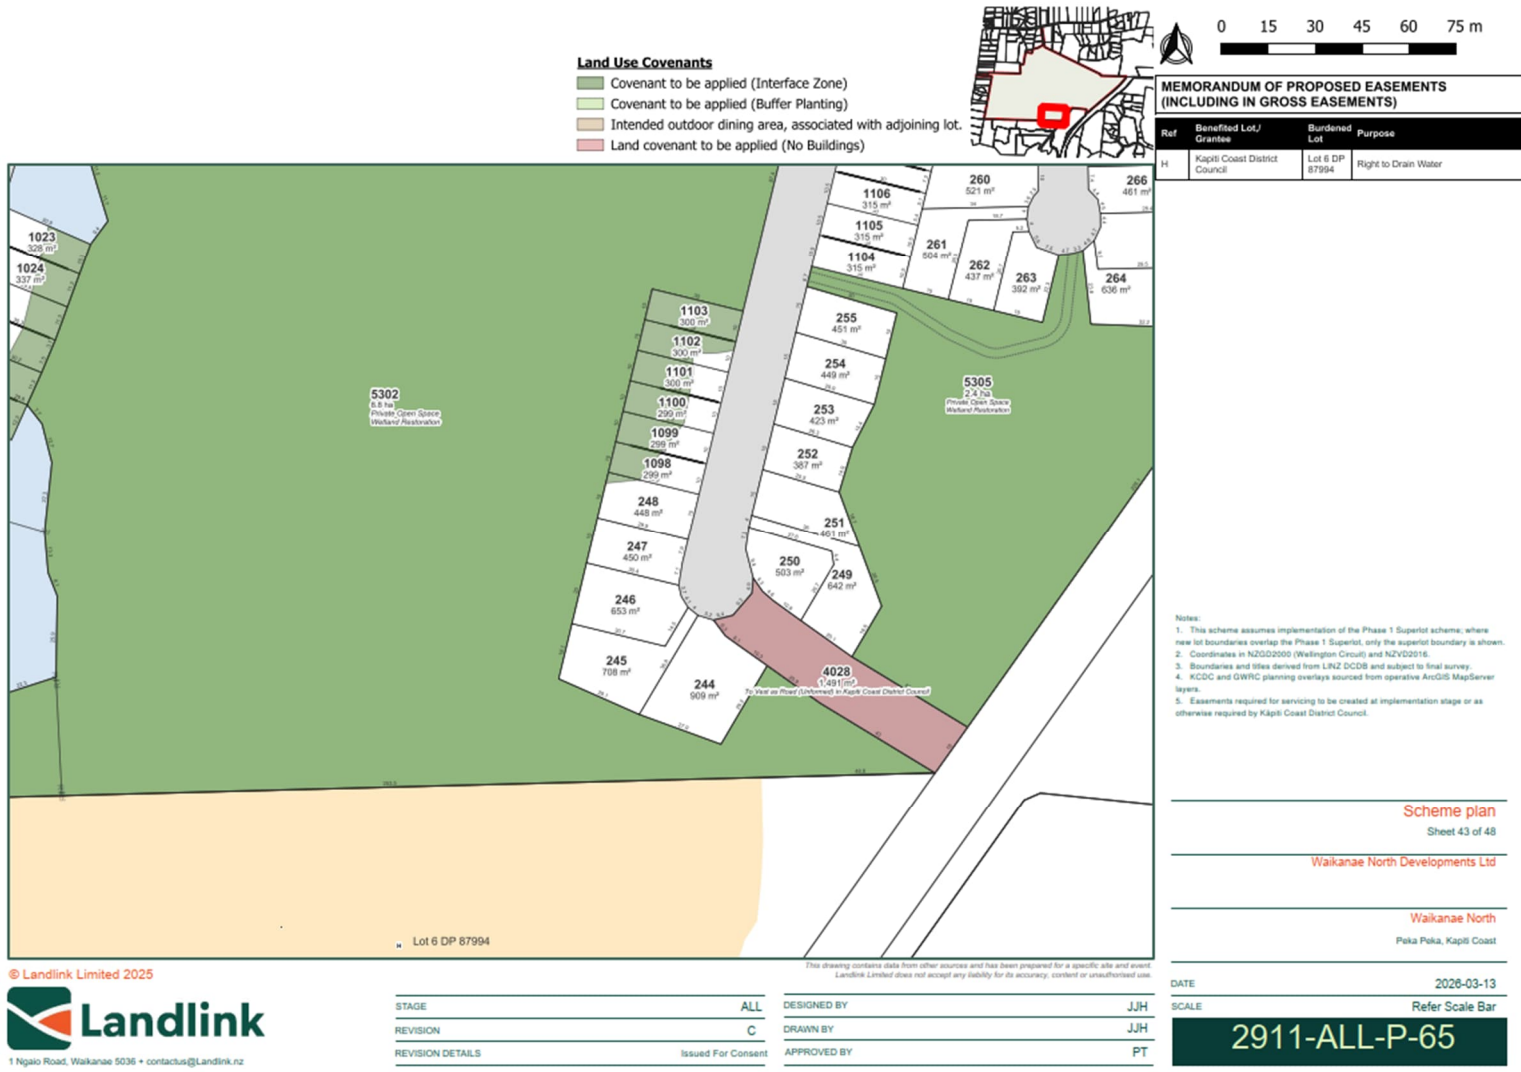 Land Use Covenants
Covenant to be applied (Interface Zone)
Covenant to be applied (Buffer Planting)
Intended outdoor dining area, associated with adjoining lot.
Land covenant to be applied (No Buildings)
0 15 30 45 60 75 m
MEMORANDUM OF PROPOSED EASEMENTS
(INCLUDING IN GROSS EASEMENTS)
Ref Benefited Lot,/ Grantee Burdened Lot Purpose
H Kapiti Coast District Council Lot 6 DP 87994 Right to Drain Water
1023
328 m²
1024
337 m²
5302
6.8 ha
Private Open Space
Wetland Restoration
1106
315 m²
1105
315 m²
1104
315 m²
260
521 m²
261
604 m²
262
437 m²
263
392 m²
266
461 m²
264
636 m²
1103
300 m²
1102
300 m²
1101
300 m²
1100
299 m²
1099
299 m²
1098
299 m²
248
448 m²
247
450 m²
246
653 m²
245
708 m²
244
909 m²
255
451 m²
254
449 m²
253
423 m²
252
387 m²
251
461 m²
250
503 m²
249
642 m²
5305
2.4 ha
Private Open Space
Wetland Restoration
4028
1,491 m²
To Vest as Road (Unformed) in Kapiti Coast District Council
H Lot 6 DP 87994
Notes:
1. This scheme assumes implementation of the Phase 1 Superlot scheme; where
new lot boundaries overlap the Phase 1 Superlot, only the superlot boundary is shown.
2. Coordinates in NZGD2000 (Wellington Circuit) and NZVD2016.
3. Boundaries and titles derived from LINZ DCDB and subject to final survey.
4. KCDC and GWRC planning overlays sourced from operative ArcGIS MapServer
layers.
5. Easements required for servicing to be created at implementation stage or as
otherwise required by Kāpiti Coast District Council.
Scheme plan
Sheet 43 of 48
Waikanae North Developments Ltd
Waikanae North
Peka Peka, Kapiti Coast
DATE 2026-03-13
SCALE Refer Scale Bar
2911-ALL-P-65
This drawing contains data from other sources and has been prepared for a specific site and event.
Landlink Limited does not accept any liability for its accuracy, content or unauthorised use.
© Landlink Limited 2025
Landlink
1 Ngaio Road, Waikanae 5036 + contactus@Landlink.nz
STAGE ALL
REVISION C
REVISION DETAILS Issued For Consent
DESIGNED BY JJH
DRAWN BY JJH
APPROVED BY PT